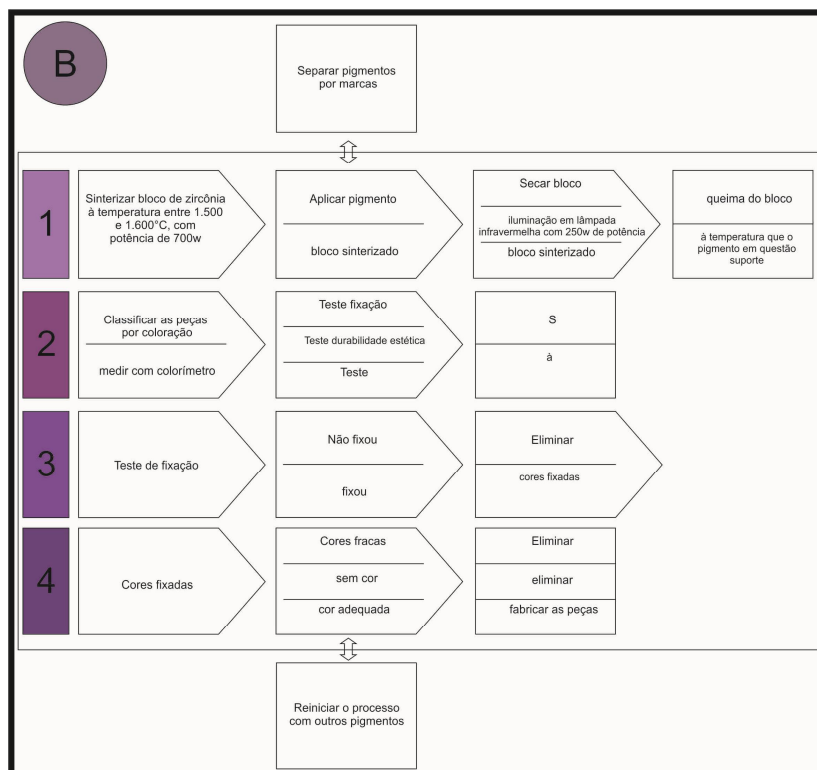 B
Separar pigmentos
por marcas
1
Sinterizar bloco de zircônia
à temperatura entre 1.500
e 1.600°C, com
potência de 700w
Aplicar pigmento
bloco sinterizado
Secar bloco
iluminação em lâmpada
infravermelha com 250w de potência
bloco sinterizado
queima do bloco
à temperatura que o
pigmento em questão
suporte
2
Classificar as peças
por coloração
medir com colorímetro
Teste fixação
Teste durabilidade estética
Teste
S
à
3
Teste de fixação
Não fixou
fixou
Eliminar
cores fixadas
4
Cores fixadas
Cores fracas
sem cor
cor adequada
Eliminar
eliminar
fabricar as peças
Reiniciar o processo
com outros pigmentos